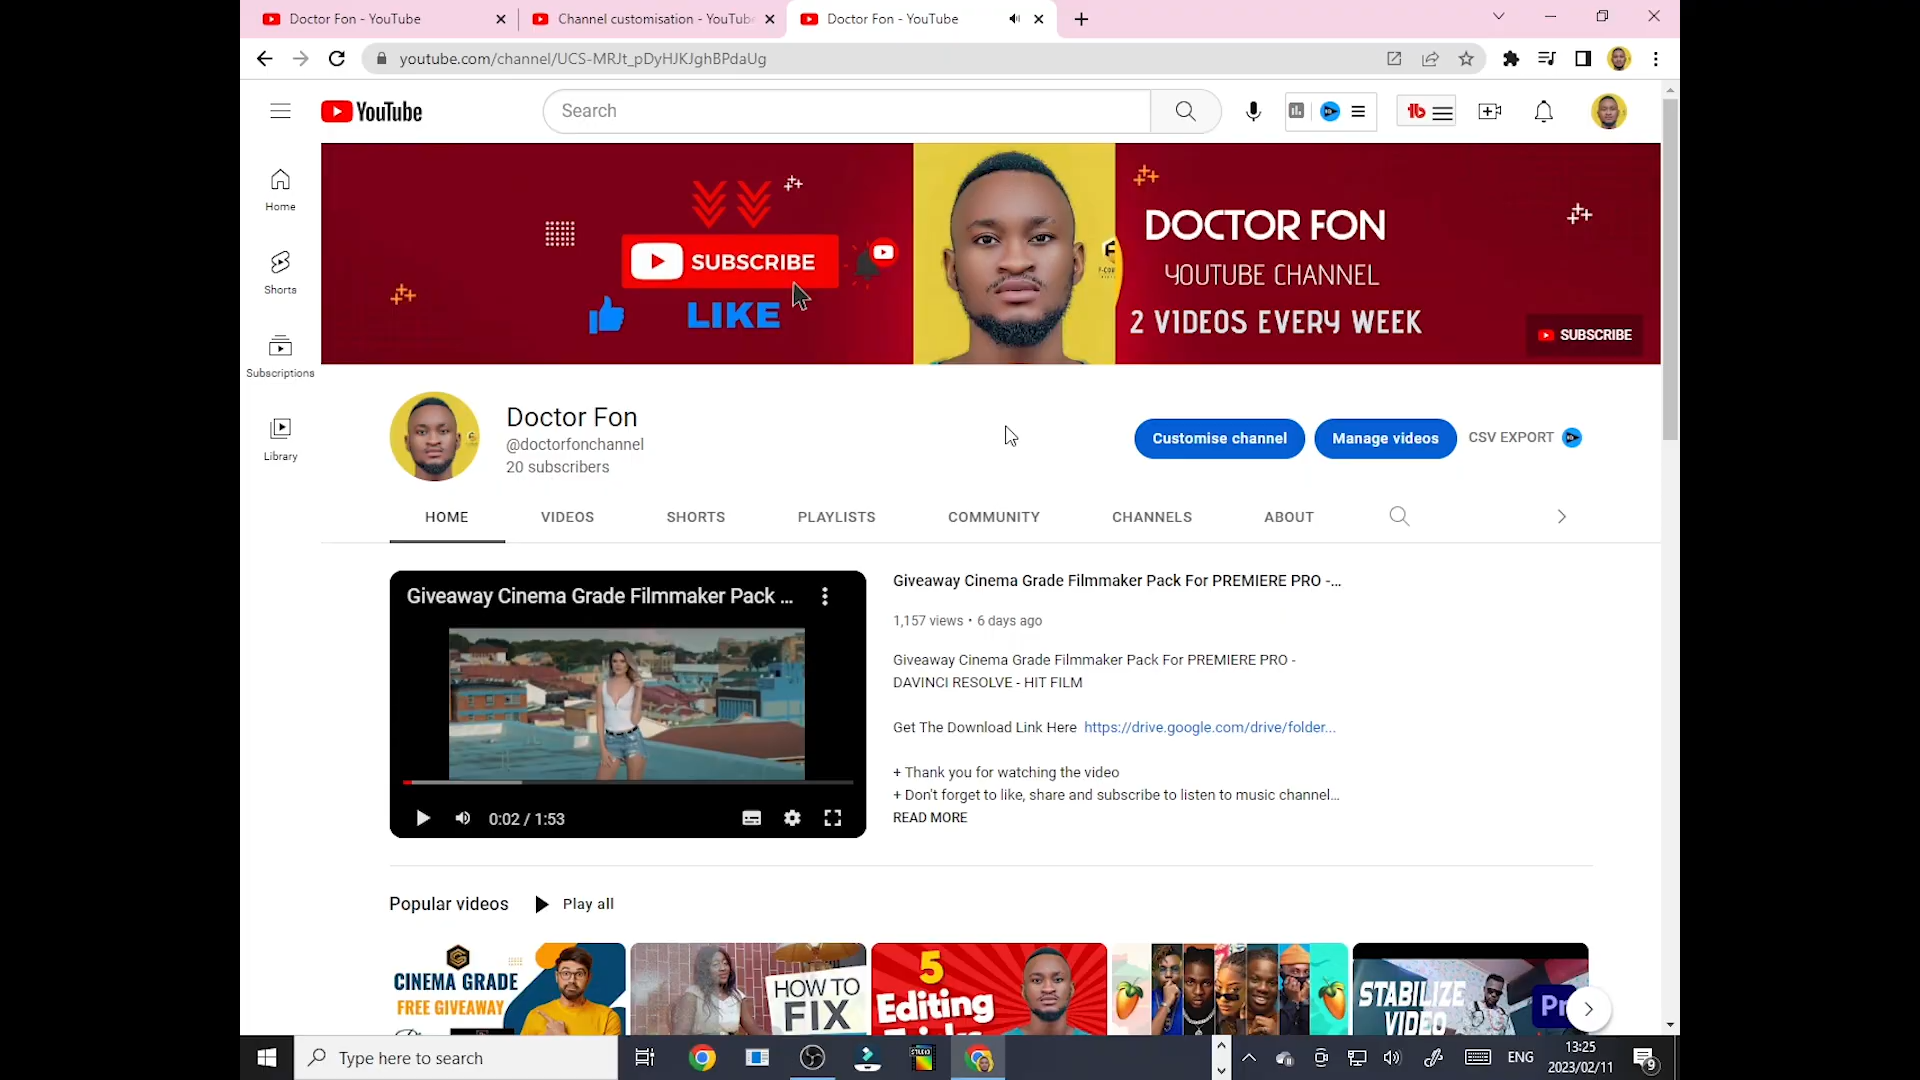 Doctor Fon - YouTube
Channel customisation - YouTube
Doctor Fon - YouTube
youtube.com/channel/UCS-MRJt_pDyHJKJghBPdaUg
YouTube
Search
Home
Shorts
Subscriptions
Library
SUBSCRIBE
LIKE
DOCTOR FON
YOUTUBE CHANNEL
2 VIDEOS EVERY WEEK
SUBSCRIBE
Doctor Fon
@doctorfonchannel
20 subscribers
Customise channel
Manage videos
CSV EXPORT
HOME
VIDEOS
SHORTS
PLAYLISTS
COMMUNITY
CHANNELS
ABOUT
Giveaway Cinema Grade Filmmaker Pack ...
0:02 / 1:53
Giveaway Cinema Grade Filmmaker Pack For PREMIERE PRO -...
1,157 views • 6 days ago
Giveaway Cinema Grade Filmmaker Pack For PREMIERE PRO -
DAVINCI RESOLVE - HIT FILM
Get The Download Link Here https://drive.google.com/drive/folder...
+ Thank you for watching the video
+ Don't forget to like, share and subscribe to listen to music channel...
READ MORE
Popular videos
Play all
CINEMA GRADE
FREE GIVEAWAY
HOW TO
FIX
5
Editing
STABILIZE
VIDEO
Pr
Type here to search
STUDIO
ENG
13:25
2023/02/11
9